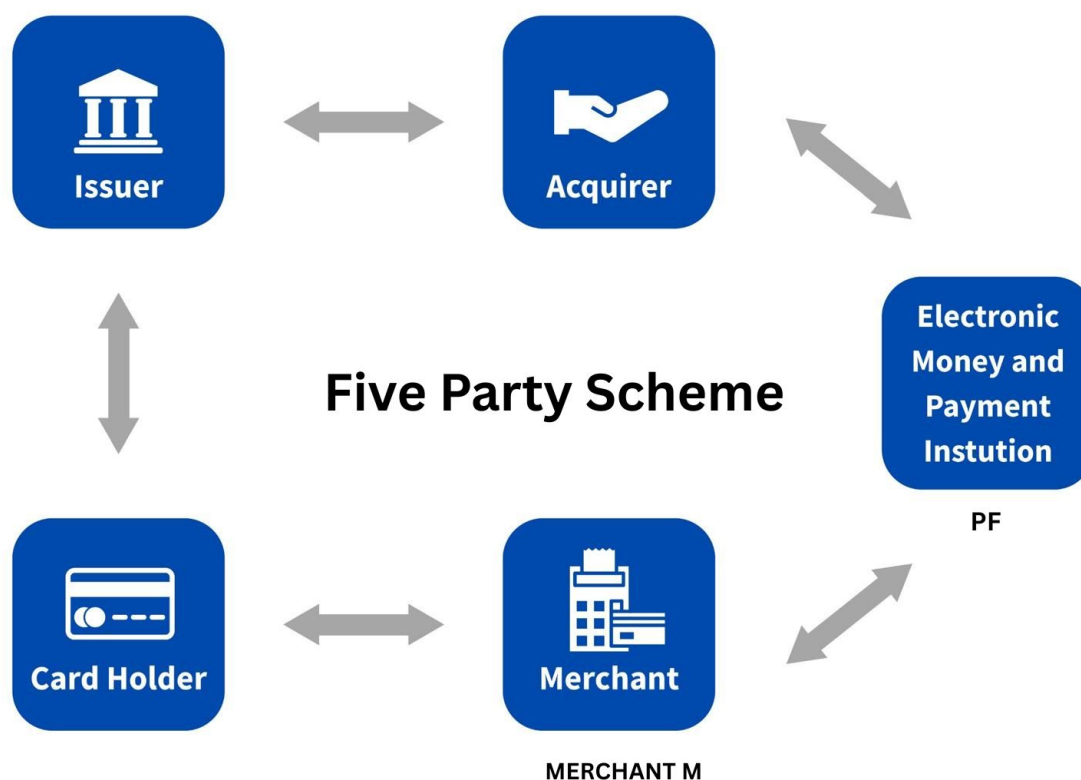 Issuer
Acquirer
Electronic
Money and
Payment
Instution
PF
Five Party Scheme
Card Holder
Merchant
MERCHANT M